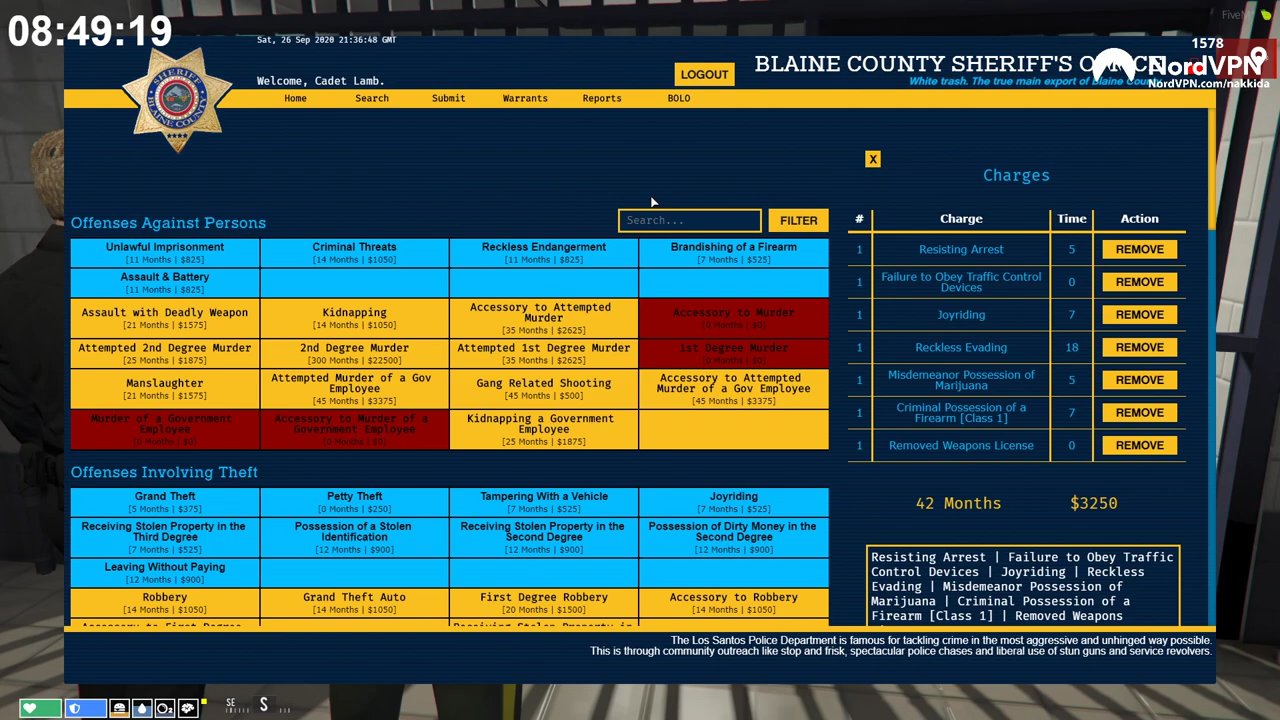 08:49:19
FiveM
Sat, 26 Sep 2020 21:36:48 GMT
1578
Welcome, Cadet Lamb.
LOGOUT
BLAINE COUNTY SHERIFF'S
White trash. The true main export of Blaine
NordVPN
NordVPN.com/nakkida
SHERIFF
BLAINE COUNTY
Home Search Submit Warrants Reports BOLO
X
Charges
Offenses Against Persons
Search...
FILTER
Unlawful Imprisonment
[11 Months | $825]
Criminal Threats
[14 Months | $1050]
Reckless Endangerment
[11 Months | $825]
Brandishing of a Firearm
[7 Months | $525]
Assault & Battery
[11 Months | $825]
Assault with Deadly Weapon
[21 Months | $1575]
Kidnapping
[14 Months | $1050]
Accessory to Attempted
Murder
[35 Months | $2625]
Accessory to Murder
[0 Months | $0]
Attempted 2nd Degree Murder
[25 Months | $1875]
2nd Degree Murder
[300 Months | $22500]
Attempted 1st Degree Murder
[35 Months | $2625]
1st Degree Murder
[0 Months | $0]
Manslaughter
[21 Months | $1575]
Attempted Murder of a Gov
Employee
[45 Months | $3375]
Gang Related Shooting
[45 Months | $500]
Accessory to Attempted
Murder of a Gov Employee
[45 Months | $3375]
Murder of a Government
Employee
[0 Months | $0]
Accessory to Murder of a
Government Employee
[0 Months | $0]
Kidnapping a Government
Employee
[25 Months | $1875]
Offenses Involving Theft
Grand Theft
[5 Months | $375]
Petty Theft
[0 Months | $250]
Tampering With a Vehicle
[7 Months | $525]
Joyriding
[7 Months | $525]
Receiving Stolen Property in the
Third Degree
[7 Months | $525]
Possession of a Stolen
Identification
[12 Months | $900]
Receiving Stolen Property in the
Second Degree
[12 Months | $900]
Possession of Dirty Money in the
Second Degree
[12 Months | $900]
Leaving Without Paying
[12 Months | $900]
Robbery
[14 Months | $1050]
Grand Theft Auto
[14 Months | $1050]
First Degree Robbery
[20 Months | $1500]
Accessory to Robbery
[14 Months | $1050]
Accessory to First Degree
Receiving Stolen Property in
# Charge Time Action
1 Resisting Arrest 5 REMOVE
1 Failure to Obey Traffic Control
Devices 0 REMOVE
1 Joyriding 7 REMOVE
1 Reckless Evading 18 REMOVE
1 Misdemeanor Possession of
Marijuana 5 REMOVE
1 Criminal Possession of a
Firearm [Class 1] 7 REMOVE
1 Removed Weapons License 0 REMOVE
42 Months $3250
Resisting Arrest | Failure to Obey Traffic
Control Devices | Joyriding | Reckless
Evading | Misdemeanor Possession of
Marijuana | Criminal Possession of a
Firearm [Class 1] | Removed Weapons
The Los Santos Police Department is famous for tackling crime in the most aggressive and unhinged way possible.
This is through community outreach like stop and frisk, spectacular police chases and liberal use of stun guns and service revolvers.
O2
SE
S